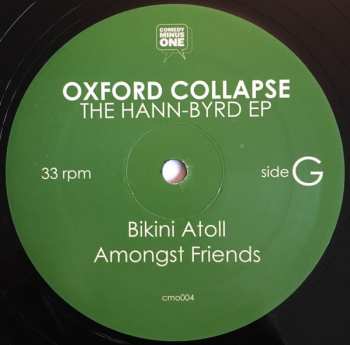 COMEDY
MINUS
ONE
OXFORD COLLAPSE
THE HANN-BYRD EP
33 rpm
side G
Bikini Atoll
Amongst Friends
cmo004